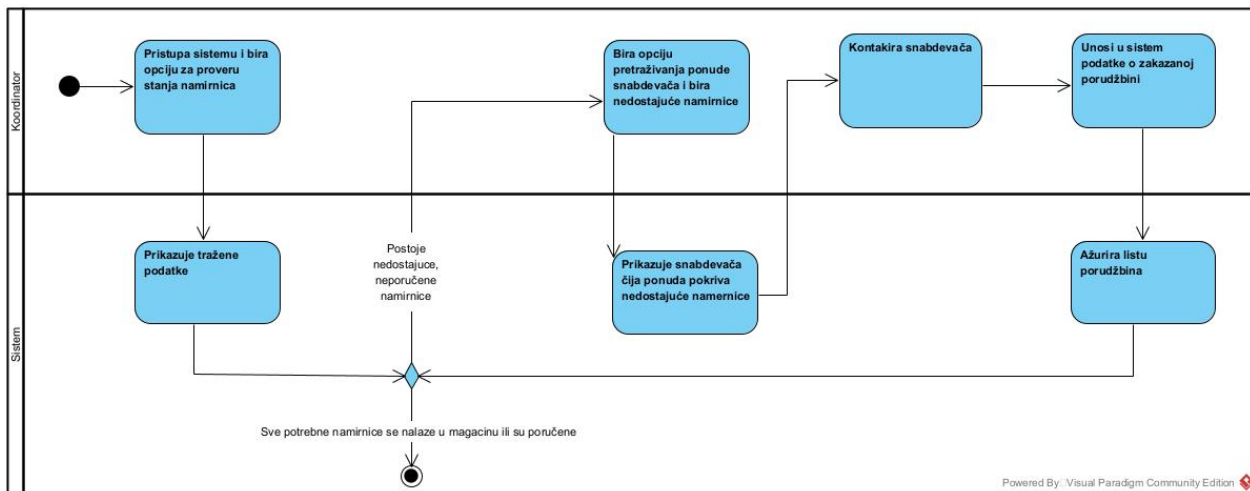 Koordinator
Pristupa sistemu i bira
opciju za proveru
stanja namirnica
Bira opciju
pretraživanja ponude
snabdevača i bira
nedostajuće namirnice
Kontakira snabdevača
Unosi u sistem
podatke o zakazanoj
porudžbini
Sistem
Prikazuje tražene
podatke
Postoje
nedostajuce,
neporučene
namirnice
Prikazuje snabdevača
čija ponuda pokriva
nedostajuće namernice
Ažurira listu
porudžbina
Sve potrebne namirnice se nalaze u magacinu ili su poručene
Powered By Visual Paradigm Community Edition